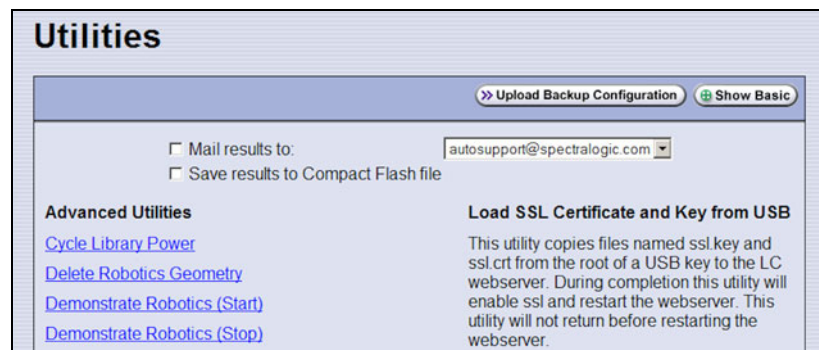 Utilities
Upload Backup Configuration
Show Basic
Mail results to:
autosupport@spectralogic.com
Save results to Compact Flash file
Advanced Utilities
Cycle Library Power
Delete Robotics Geometry
Demonstrate Robotics (Start)
Demonstrate Robotics (Stop)
Load SSL Certificate and Key from USB
This utility copies files named ssl.key and
ssl.crt from the root of a USB key to the LC
webserver. During completion this utility will
enable ssl and restart the webserver. This
utility will not return before restarting the
webserver.